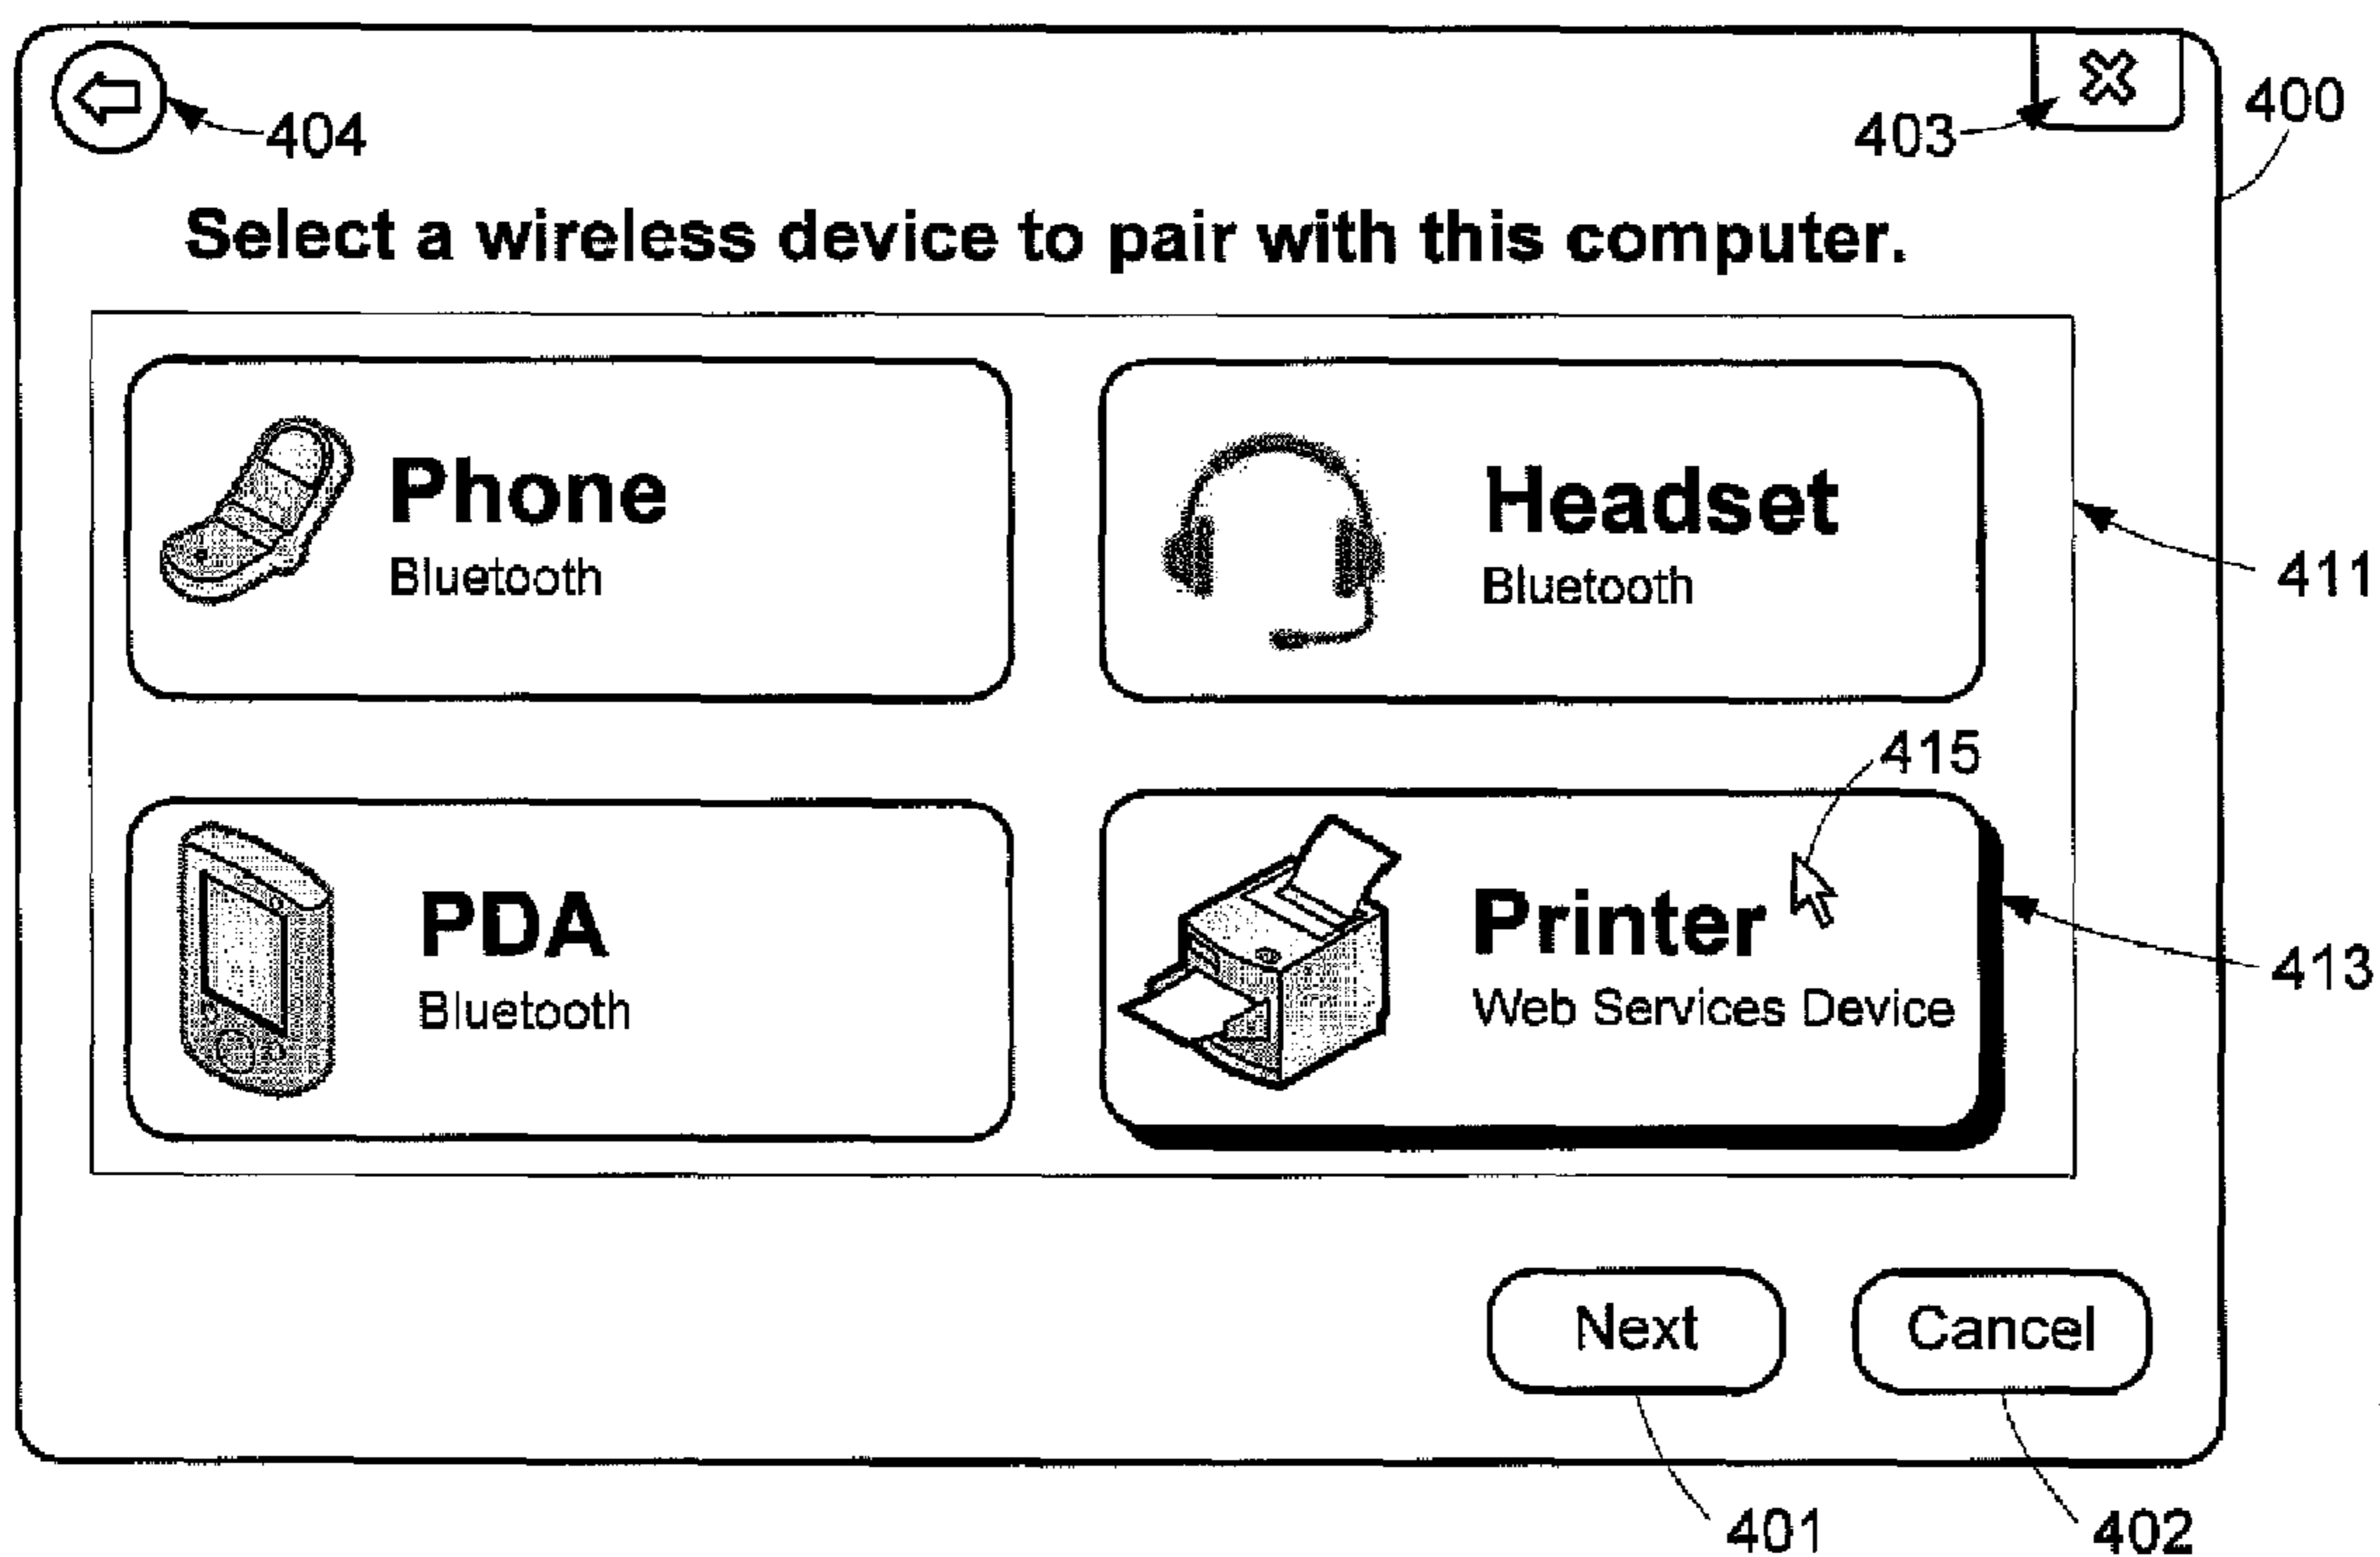 404
403
400
Select a wireless device to pair with this computer.
Phone
Bluetooth
Headset
Bluetooth
411
415
PDA
Bluetooth
Printer
Web Services Device
413
Next
Cancel
401
402